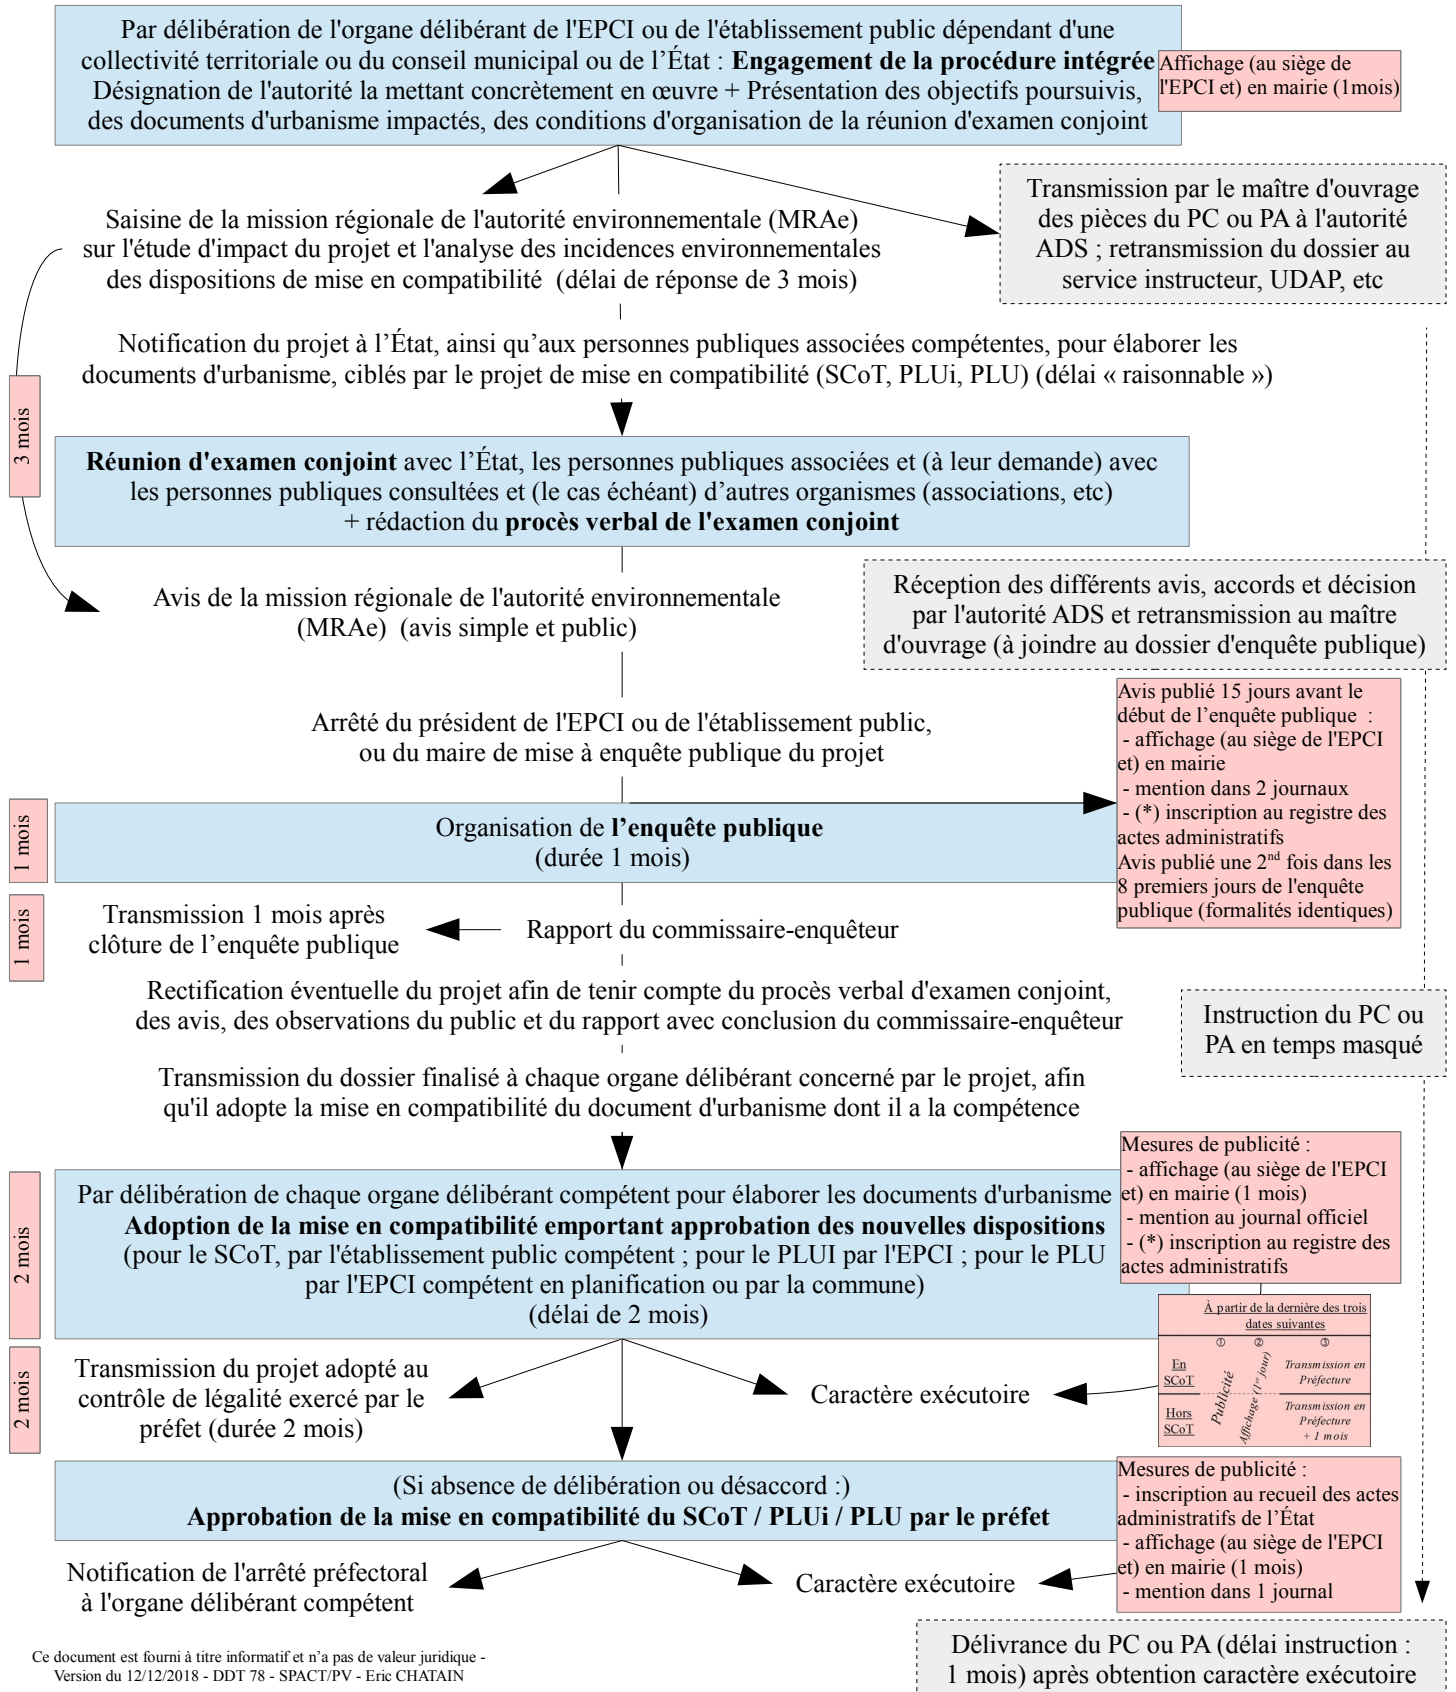 Par délibération de l'organe délibérant de l'EPCI ou de l'établissement public dépendant d'une
collectivité territoriale ou du conseil municipal ou de l’État : Engagement de la procédure intégrée
Désignation de l'autorité la mettant concrètement en œuvre + Présentation des objectifs poursuivis,
des documents d'urbanisme impactés, des conditions d'organisation de la réunion d'examen conjoint
Affichage (au siège de
l'EPCI et) en mairie (1mois)
Saisine de la mission régionale de l'autorité environnementale (MRAe)
sur l'étude d'impact du projet et l'analyse des incidences environnementales
des dispositions de mise en compatibilité (délai de réponse de 3 mois)
Transmission par le maître d'ouvrage
des pièces du PC ou PA à l'autorité
ADS ; retransmission du dossier au
service instructeur, UDAP, etc
Notification du projet à l’État, ainsi qu’aux personnes publiques associées compétentes, pour élaborer les
documents d'urbanisme, ciblés par le projet de mise en compatibilité (SCoT, PLUi, PLU) (délai « raisonnable »)
3 mois
Réunion d'examen conjoint avec l’État, les personnes publiques associées et (à leur demande) avec
les personnes publiques consultées et (le cas échéant) d’autres organismes (associations, etc)
+ rédaction du procès verbal de l'examen conjoint
Avis de la mission régionale de l'autorité environnementale
(MRAe) (avis simple et public)
Réception des différents avis, accords et décision
par l'autorité ADS et retransmission au maître
d'ouvrage (à joindre au dossier d'enquête publique)
Arrêté du président de l'EPCI ou de l'établissement public,
ou du maire de mise à enquête publique du projet
Avis publié 15 jours avant le
début de l’enquête publique :
- affichage (au siège de l'EPCI
et) en mairie
- mention dans 2 journaux
- (*) inscription au registre des
actes administratifs
Avis publié une 2nd fois dans les
8 premiers jours de l'enquête
publique (formalités identiques)
1 mois
Organisation de l’enquête publique
(durée 1 mois)
1 mois
Transmission 1 mois après
clôture de l’enquête publique
Rapport du commissaire-enquêteur
Rectification éventuelle du projet afin de tenir compte du procès verbal d'examen conjoint,
des avis, des observations du public et du rapport avec conclusion du commissaire-enquêteur
Instruction du PC ou
PA en temps masqué
Transmission du dossier finalisé à chaque organe délibérant concerné par le projet, afin
qu'il adopte la mise en compatibilité du document d'urbanisme dont il a la compétence
2 mois
Par délibération de chaque organe délibérant compétent pour élaborer les documents d'urbanisme
Adoption de la mise en compatibilité emportant approbation des nouvelles dispositions
(pour le SCoT, par l'établissement public compétent ; pour le PLUI par l'EPCI ; pour le PLU
par l'EPCI compétent en planification ou par la commune)
(délai de 2 mois)
Mesures de publicité :
- affichage (au siège de l'EPCI
et) en mairie (1 mois)
- mention au journal officiel
- (*) inscription au registre des
actes administratifs
À partir de la dernière des trois
dates suivantes
① ② ③
En
SCoT
Hors
SCoT
Publicité
Affichage (1er jour)
Transmission en
Préfecture
Transmission en
Préfecture
+ 1 mois
2 mois
Transmission du projet adopté au
contrôle de légalité exercé par le
préfet (durée 2 mois)
Caractère exécutoire
(Si absence de délibération ou désaccord :)
Approbation de la mise en compatibilité du SCoT / PLUi / PLU par le préfet
Mesures de publicité :
- inscription au recueil des actes
administratifs de l’État
- affichage (au siège de l'EPCI
et) en mairie (1 mois)
- mention dans 1 journal
Notification de l'arrêté préfectoral
à l'organe délibérant compétent
Caractère exécutoire
Délivrance du PC ou PA (délai instruction :
1 mois) après obtention caractère exécutoire
Ce document est fourni à titre informatif et n’a pas de valeur juridique -
Version du 12/12/2018 - DDT 78 - SPACT/PV - Eric CHATAIN